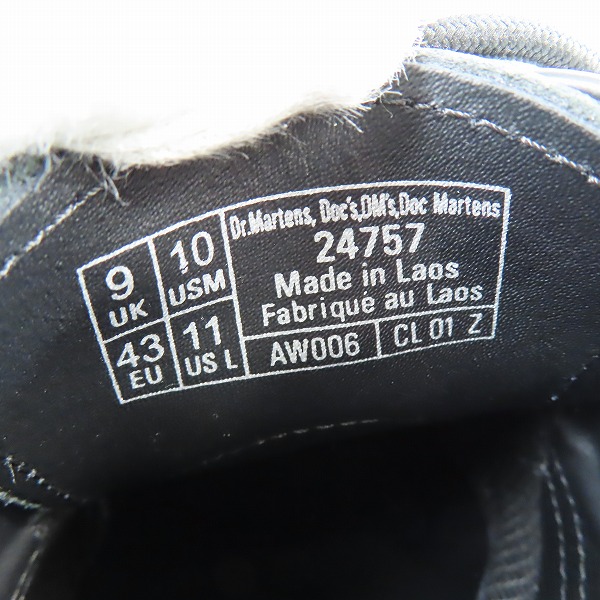 Dr.Martens, Doc's,DM's,Doc Martens
9 UK
10 USM
24757
Made in Laos
Fabrique au Laos
43 EU
11 US L
AW006
CL 01 Z